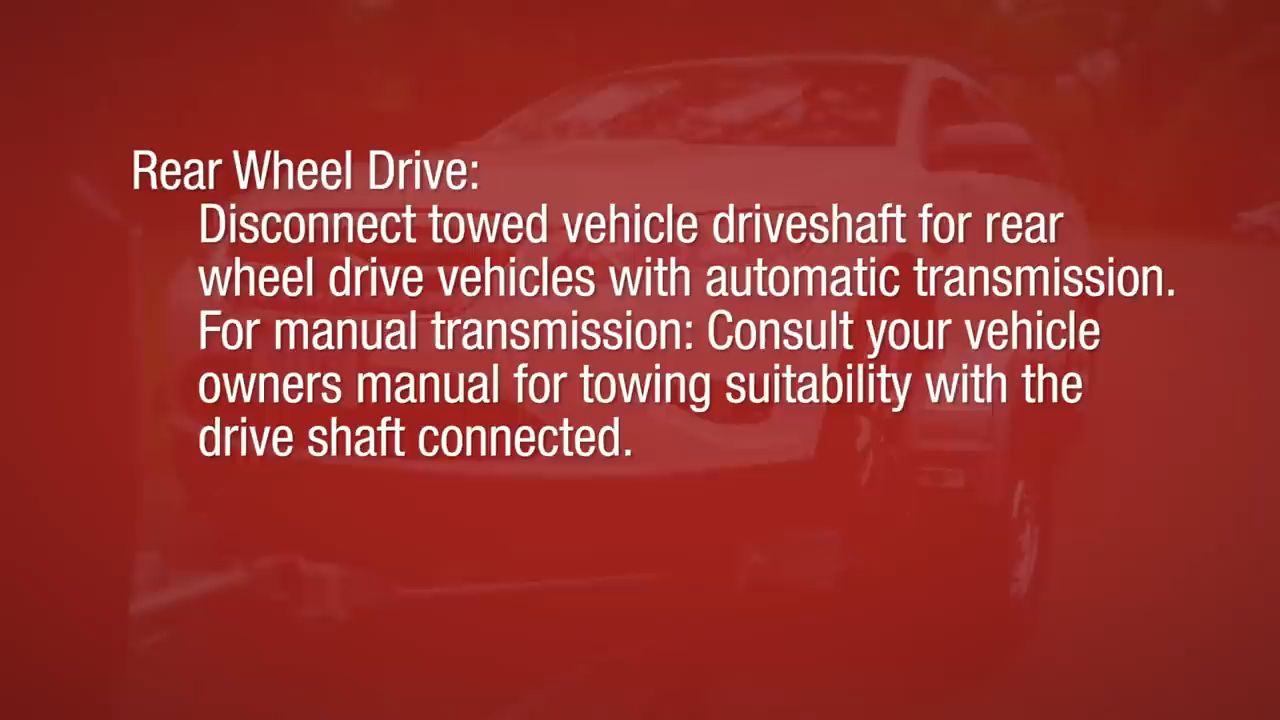 Rear Wheel Drive:
Disconnect towed vehicle driveshaft for rear
wheel drive vehicles with automatic transmission.
For manual transmission: Consult your vehicle
owners manual for towing suitability with the
drive shaft connected.